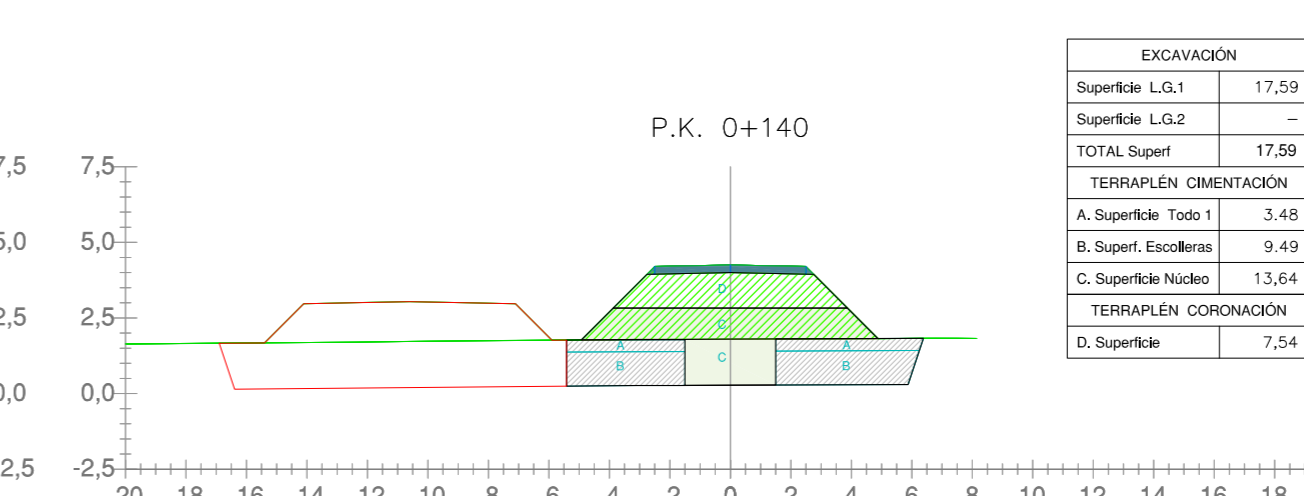 EXCAVACIÓN
Superficie L.G.1 17,59
Superficie L.G.2 –
TOTAL Superf 17,59
TERRAPLÉN CIMENTACIÓN
A. Superficie Todo 1 3.48
B. Superf. Escolleras 9.49
C. Superficie Núcleo 13,64
TERRAPLÉN CORONACIÓN
D. Superficie 7,54
P.K. 0+140
7,5 7,5
5,0 5,0
D
2,5 2,5
C
A A
C
B B
0,0 0,0
2,5 -2,5
20 18 16 14 12 10 8 6 4 2 0 2 4 6 8 10 12 14 16 18